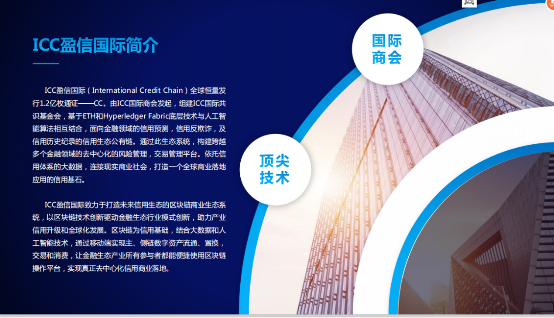 ICC盈信国际简介
国际
商会
ICC盈信国际（International Credit Chain）全球恒量发
行1.2亿枚通证——CC。由ICC国际商会发起，组建ICC国际共
识基金会，基于ETH和Hyperledger Fabric底层技术与人工智
能算法相互结合，面向金融领域的信用预测，信用反欺诈，及
信用历史纪录的信用生态公有链。通过此生态系统，构建跨越
多个金融领域的去中心化的风险管理，交易管理平台。依托信
用体系的大数据，连接现实商业社会，打造一个全球商业落地
应用的信用基石。
顶尖
技术
ICC盈信国际致力于打造未来信用生态的区块链商业生态系
统，以区块链技术创新驱动金融生态行业模式创新，助力产业
信用升级和全球化发展。区块链为信用基础，结合大数据和人
工智能技术，通过移动端实现主、侧链数字资产流通、置换，
交易和消费，让金融生态产业所有参与者都能便捷使用区块链
操作平台，实现真正去中心化信用商业落地。